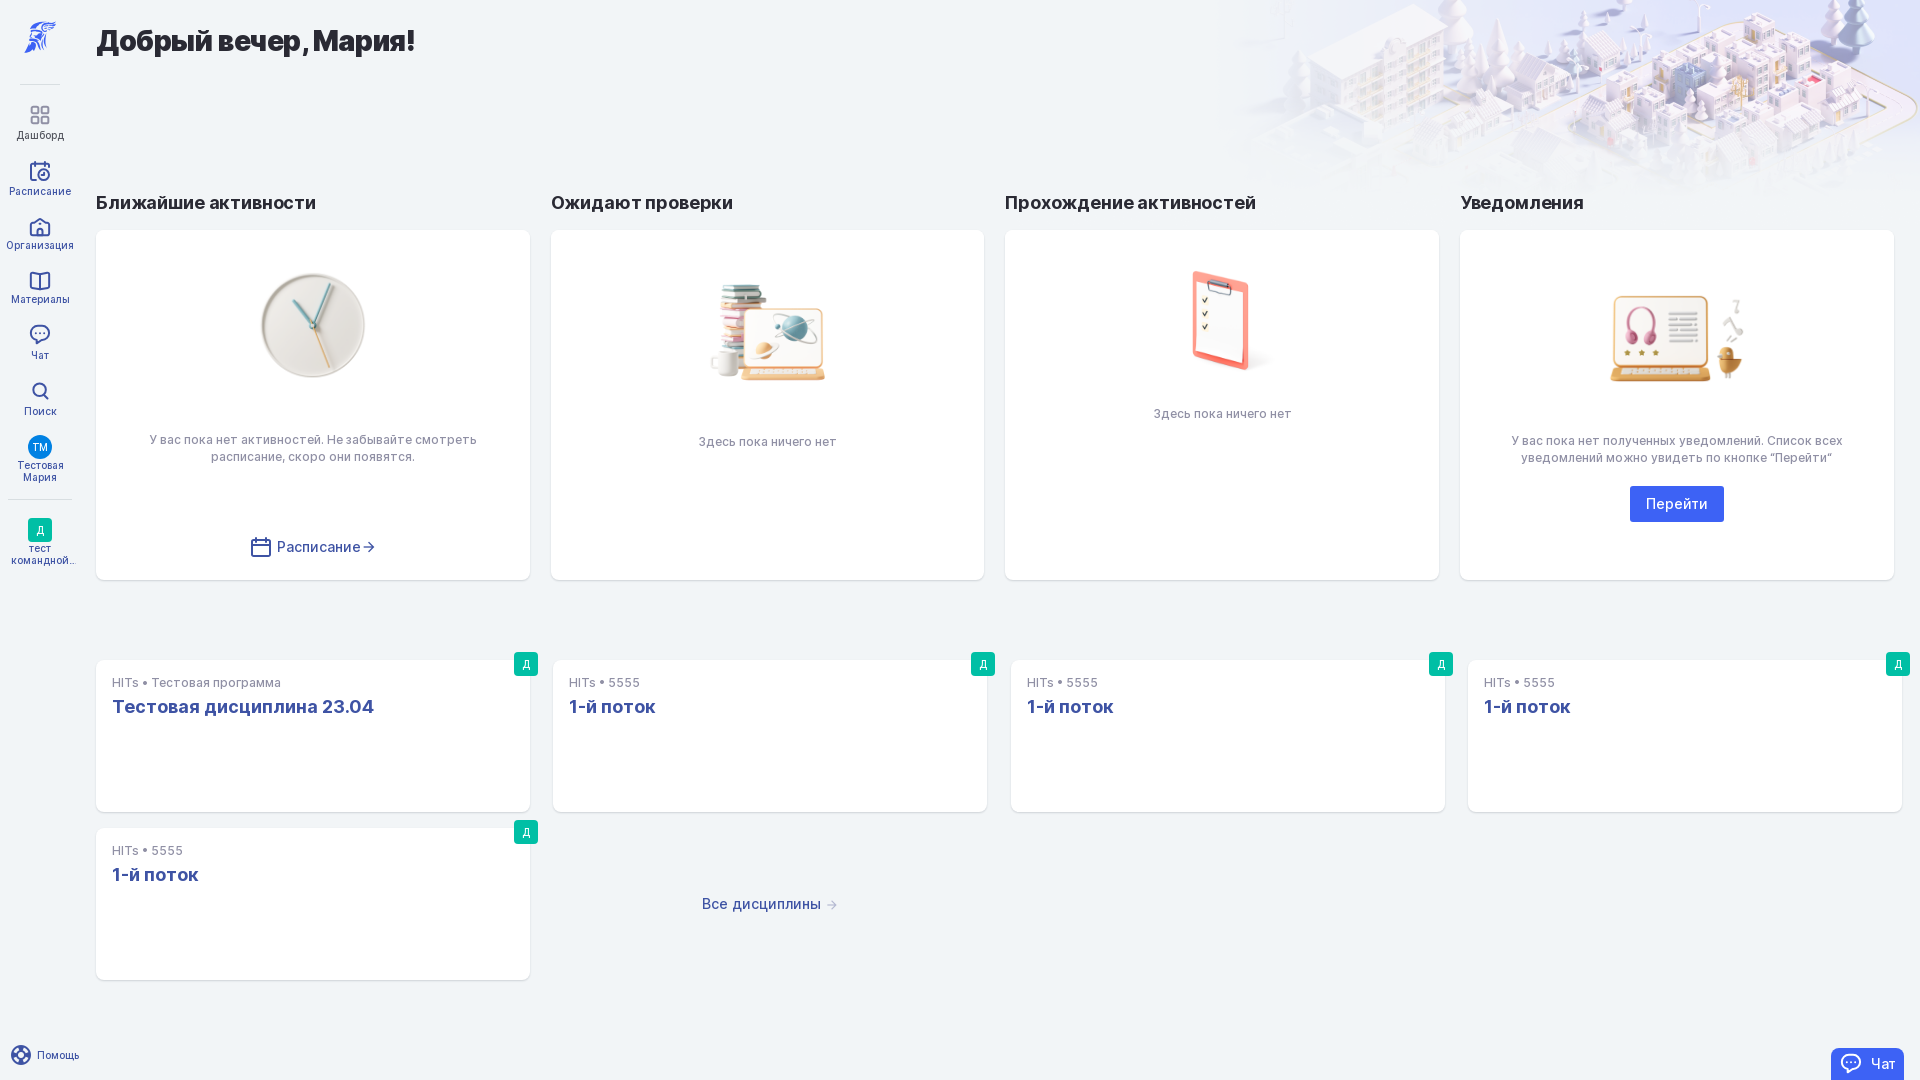 Добрый вечер, Мария!
Дашборд
Расписание
Организация
Материалы
Чат
Поиск
ТМ
Тестовая
Мария
Д
тест
командной...
Помощь
Ближайшие активности
У вас пока нет активностей. Не забывайте смотреть
расписание, скоро они появятся.
Расписание
Ожидают проверки
Здесь пока ничего нет
Прохождение активностей
Здесь пока ничего нет
Уведомления
У вас пока нет полученных уведомлений. Список всех
уведомлений можно увидеть по кнопке “Перейти“
Перейти
Д
HITs • Тестовая программа
Тестовая дисциплина 23.04
Д
HITs • 5555
1-й поток
Д
HITs • 5555
1-й поток
Д
HITs • 5555
1-й поток
Д
HITs • 5555
1-й поток
Все дисциплины
Чат